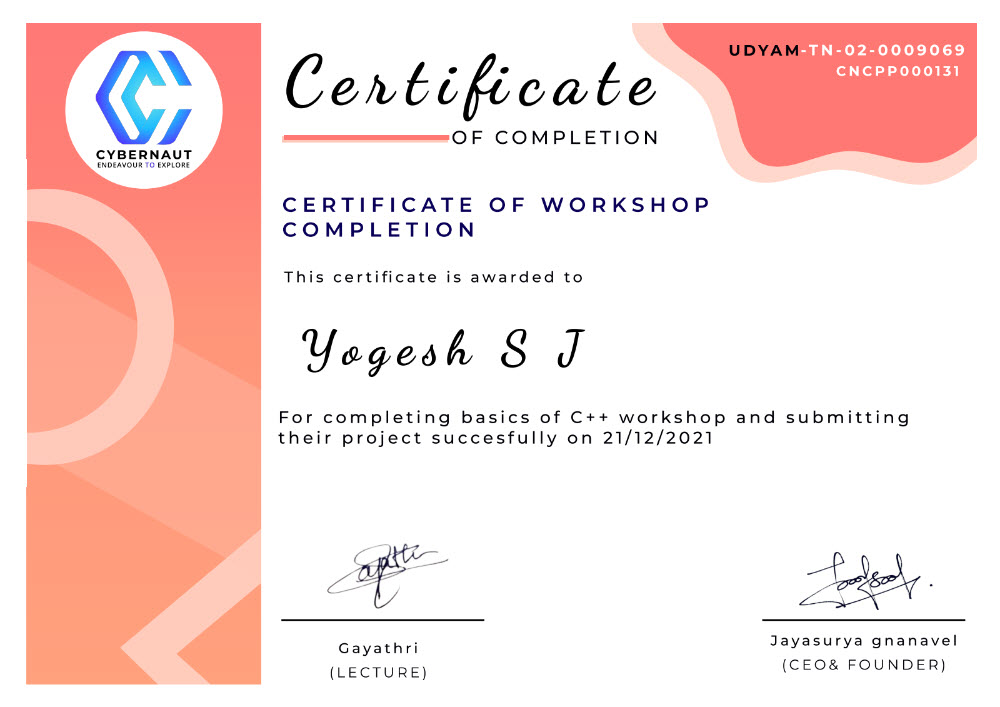 CYBERNAUT
ENDEAVOUR TO EXPLORE
UDYAM-TN-02-0009069
CNCPP000131
Certificate
OF COMPLETION
CERTIFICATE OF WORKSHOP
COMPLETION
This certificate is awarded to
Yogesh S J
For completing basics of C++ workshop and submitting
their project succesfully on 21/12/2021
Gayathri
(LECTURE)
Jayasurya gnanavel
(CEO& FOUNDER)